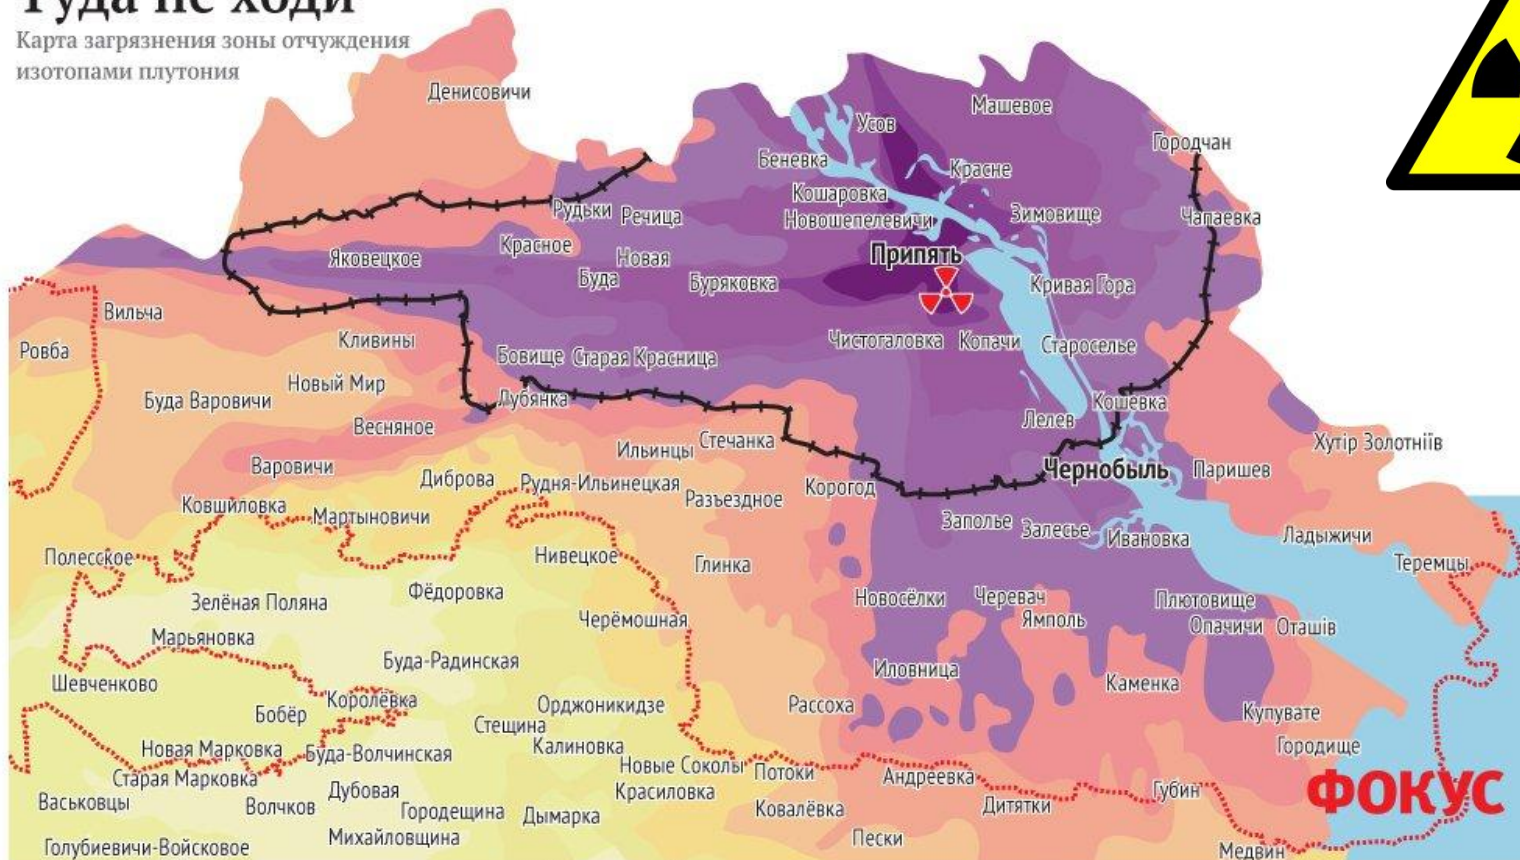 Туда не ходи
Карта загрязнения зоны отчуждения
изотопами плутония
Денисовичи
Машевое
Усов
Городчан
Беневка
Красне
Кошаровка
Рудьки
Речица
Новошепелевичи
Зимовище
Чапаевка
Красное
Припять
Яковецкое
Новая
Буда
Буряковка
Кривая Гора
Вильча
Кливины
Чистогаловка
Копачи
Староселье
Ровба
Бовище
Старая Красница
Новый Мир
Буда Варовичи
Лубянка
Кошевка
Лелев
Весняное
Стечанка
Ильинцы
Хутір Золотніїв
Варовичи
Чернобыль
Паришев
Диброва
Рудня-Ильинецкая
Разъездное
Корогод
Ковшиловка
Мартыновичи
Заполье
Залесье
Ивановка
Ладыжичи
Полесское
Нивецкое
Глинка
Теремцы
Зелёная Поляна
Фёдоровка
Новосёлки
Черевач
Плютовище
Черёмошная
Ямполь
Опачичи
Оташів
Марьяновка
Буда-Радинская
Иловница
Шевченково
Каменка
Королёвка
Орджоникидзе
Рассоха
Бобёр
Стещина
Купувате
Новая Марковка
Буда-Волчинская
Калиновка
Городище
Новые Соколы
Потоки
Андреевка
Старая Марковка
Дубовая
Красиловка
Губин
ФОКУС
Васьковцы
Волчков
Городещина
Дымарка
Ковалёвка
Дитятки
Михайловщина
Пески
Голубиевичи-Войсковое
Медвин